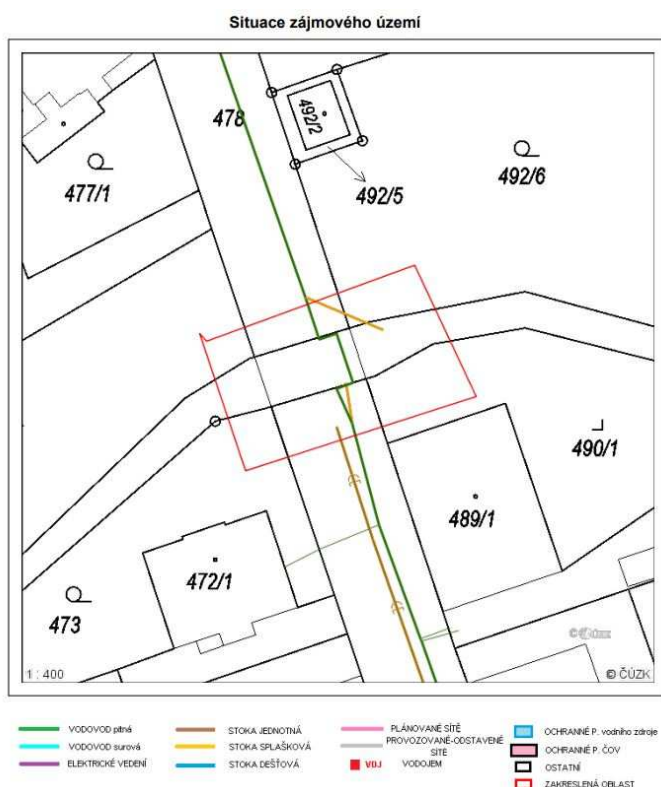 Situace zájmového území
478
492/2
477/1
492/5
492/6
490/1
489/1
472/1
473
1 : 400
©ČÚZK
© ČÚZK
VODOVOD pitná
VODOVOD surová
ELEKTRICKÉ VEDENÍ
STOKA JEDNOTNÁ
STOKA SPLAŠKOVÁ
STOKA DEŠŤOVÁ
PLÁNOVANÉ SÍTĚ
PROVOZOVANÉ-ODSTAVENÉ
SÍTĚ
VDJ VODOJEM
OCHRANNÉ P. vodního zdroje
OCHRANNÉ P. ČOV
OSTATNÍ
ZAKRESLENÁ OBLAST